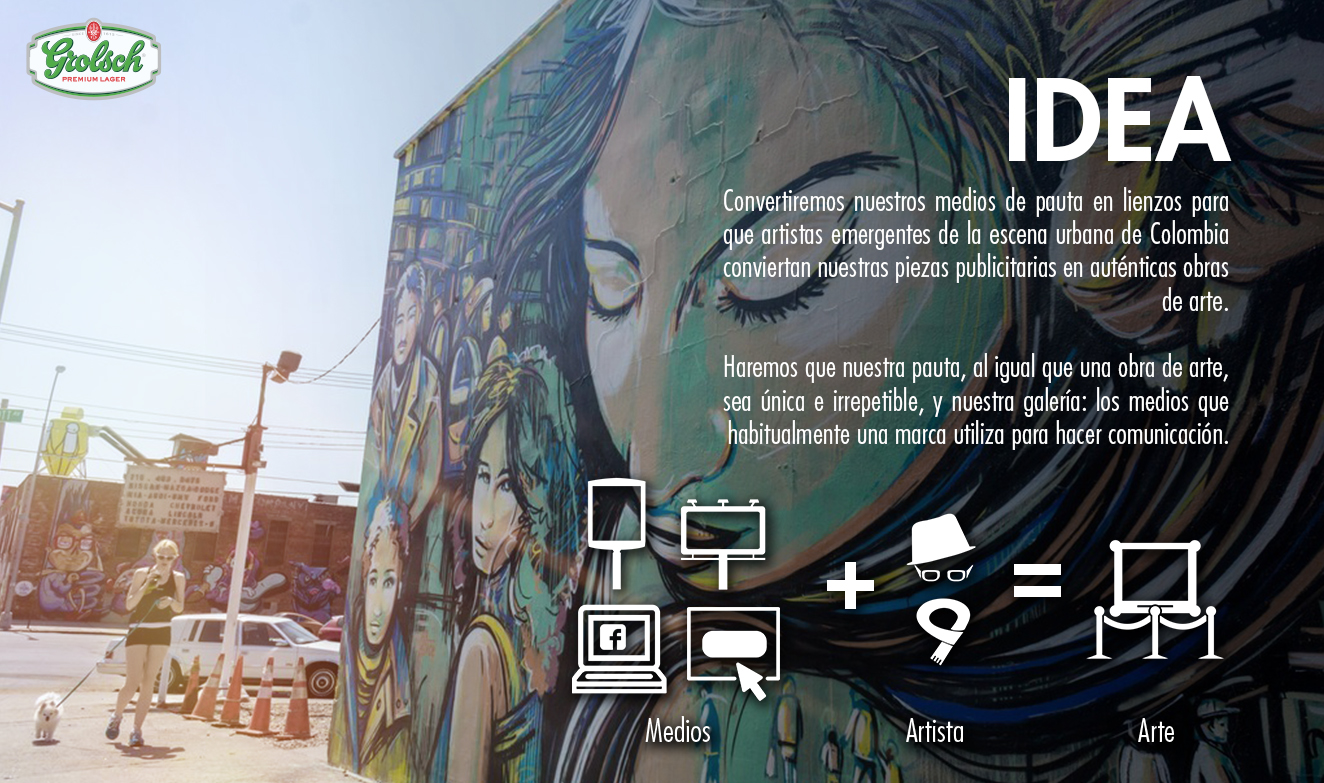 Grolsch
PREMIUM LAGER
IDEA
Convertiremos nuestros medios de pauta en lienzos para
que artistas emergentes de la escena urbana de Colombia
conviertan nuestras piezas publicitarias en auténticas obras
de arte.
Haremos que nuestra pauta, al igual que una obra de arte,
sea única e irrepetible, y nuestra galería: los medios que
habitualmente una marca utiliza para hacer comunicación.
+
=
Medios
Artista
Arte